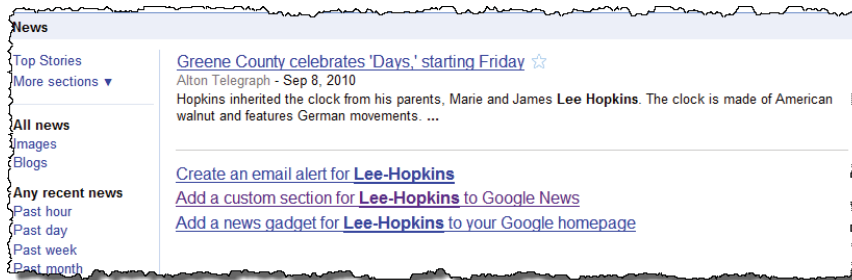 News
Top Stories
More sections ▼
All news
Images
Blogs
Any recent news
Past hour
Past day
Past week
Past month
Greene County celebrates 'Days,' starting Friday
Alton Telegraph - Sep 8, 2010
Hopkins inherited the clock from his parents, Marie and James Lee Hopkins. The clock is made of American
walnut and features German movements. ...
Create an email alert for Lee-Hopkins
Add a custom section for Lee-Hopkins to Google News
Add a news gadget for Lee-Hopkins to your Google homepage